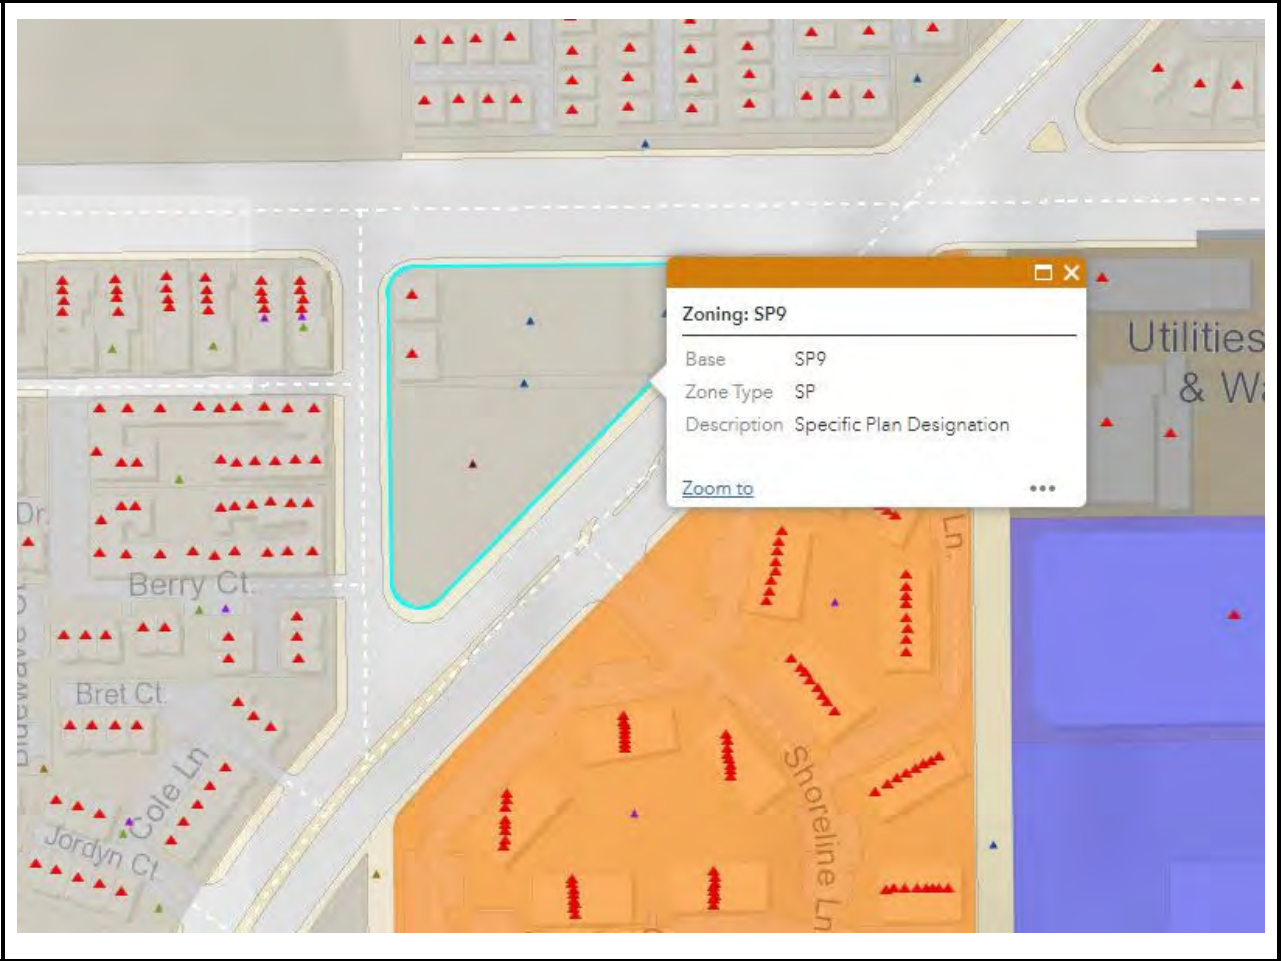 Zoning: SP9
Base SP9
Zone Type SP
Description Specific Plan Designation
Zoom to
Utilities
& Wa
Ln.
Dr.
Berry Ct.
Bret Ct.
Cole Ln
Jordyn Ct.
Shoreline Ln